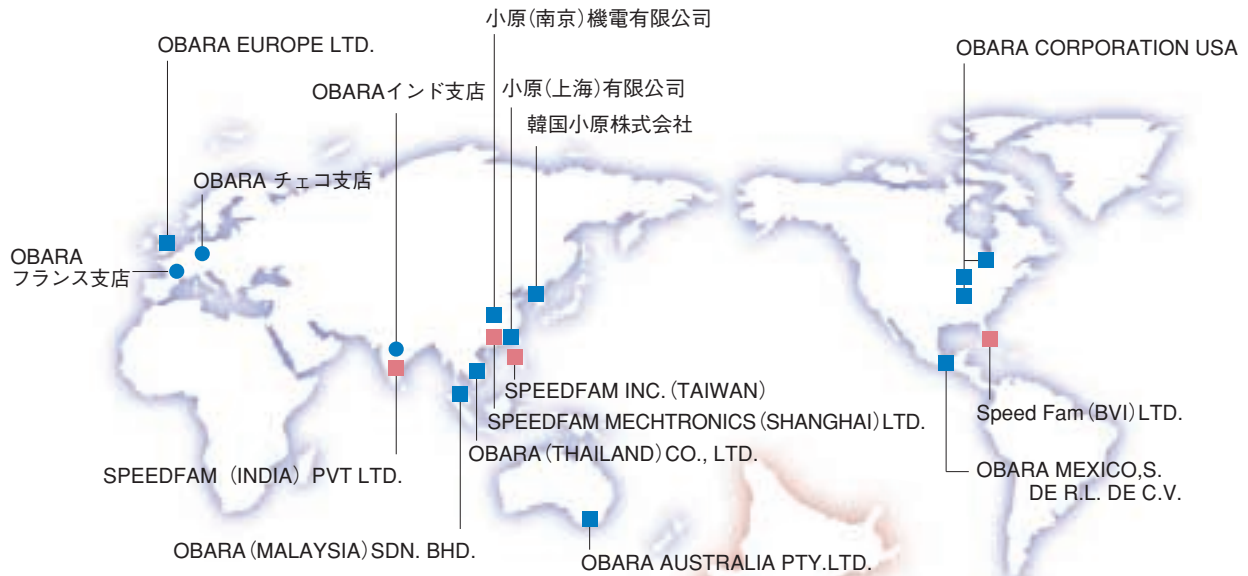 小原(南京)機電有限公司
OBARA EUROPE LTD.
OBARA CORPORATION USA
OBARAインド支店
小原(上海)有限公司
韓国小原株式会社
OBARA チェコ支店
OBARA
フランス支店
SPEEDFAM INC. (TAIWAN)
SPEEDFAM MECHTRONICS (SHANGHAI) LTD.
Speed Fam (BVI) LTD.
OBARA (THAILAND) CO., LTD.
SPEEDFAM (INDIA) PVT LTD.
OBARA MEXICO,S.
DE R.L. DE C.V.
OBARA (MALAYSIA) SDN. BHD.
OBARA AUSTRALIA PTY.LTD.